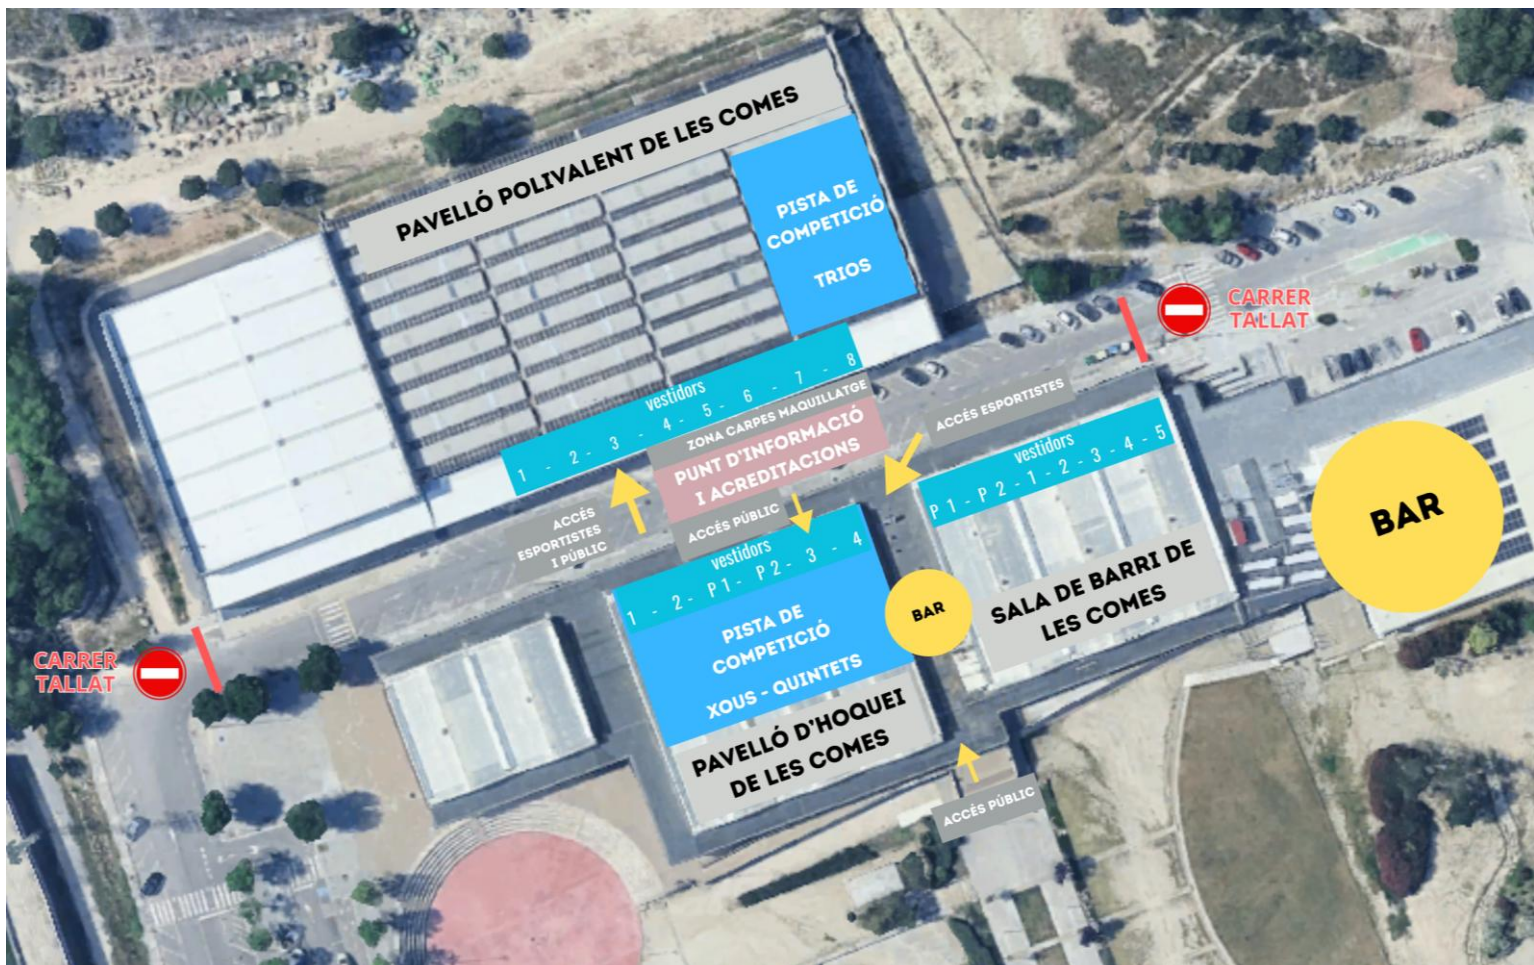 PAVELLÓ POLIVALENT DE LES COMES
PISTA DE
COMPETICIÓ
TRIOS
CARRER
TALLAT
vestidors
1 - 2 - 3 - 4 - 5 - 6 - 7 - 8
ZONA CARPES MAQUILLATGE
PUNT D'INFORMACIÓ
I ACREDITACIONS
ACCÉS ESPORTISTES
ACCÉS
ESPORTISTES
I PÚBLIC
ACCÉS PÚBLIC
vestidors
P1 - P2 - 1 - 2 - 3 - 4 - 5
SALA DE BARRI DE
LES COMES
BAR
vestidors
1 - 2 - P1 - P2 - 3 - 4
PISTA DE
COMPETICIÓ
XOUS - QUINTETS
PAVELLÓ D'HOQUEI
DE LES COMES
BAR
CARRER
TALLAT
ACCÉS PÚBLIC